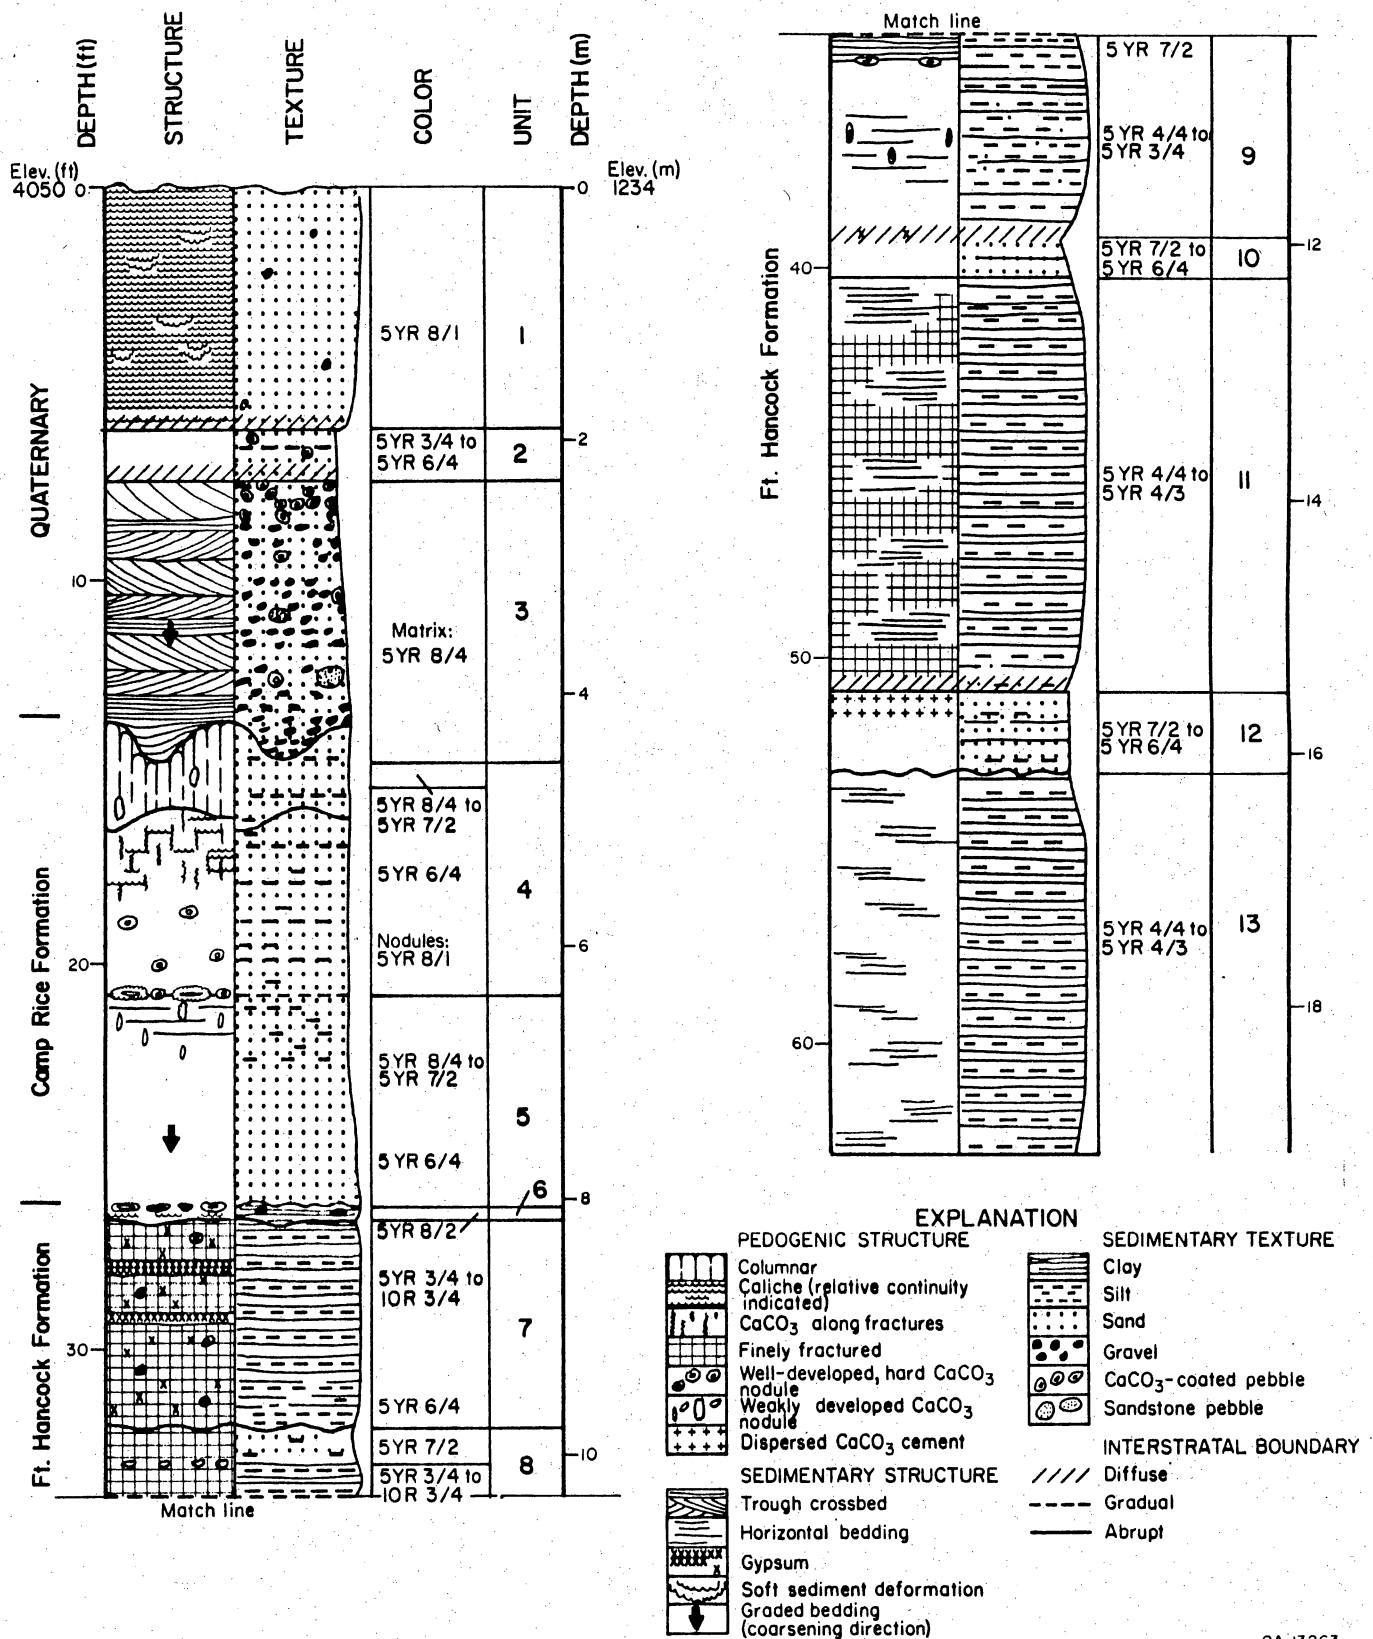 DEPTH (ft)
STRUCTURE
TEXTURE
COLOR
UNIT
DEPTH (m)
Elev. (ft)
4050
0
Elev. (m)
1234
0
QUATERNARY
Camp Rice Formation
Ft. Hancock Formation
10
20
30
2
4
6
8
10
5YR 8/1
1
5YR 3/4 to
5YR 6/4
2
Matrix:
5YR 8/4
3
5YR 8/4 to
5YR 7/2
5YR 6/4
Nodules:
5YR 8/1
4
5YR 8/4 to
5YR 7/2
5YR 6/4
5
6
5YR 8/2
5YR 3/4 to
10R 3/4
5YR 6/4
7
5YR 7/2
5YR 3/4 to
10R 3/4
8
Match line
Match line
Ft. Hancock Formation
40
50
60
12
14
16
18
5YR 7/2
5YR 4/4 to
5YR 3/4
9
5YR 7/2 to
5YR 6/4
10
5YR 4/4 to
5YR 4/3
11
5YR 7/2 to
5YR 6/4
12
5YR 4/4 to
5YR 4/3
13
EXPLANATION
PEDOGENIC STRUCTURE
Columnar
Caliche (relative continuity
indicated)
CaCO3 along fractures
Finely fractured
Well-developed, hard CaCO3
nodule
Weakly developed CaCO3
nodule
Dispersed CaCO3 cement
SEDIMENTARY STRUCTURE
Trough crossbed
Horizontal bedding
Gypsum
Soft sediment deformation
Graded bedding
(coarsening direction)
SEDIMENTARY TEXTURE
Clay
Silt
Sand
Gravel
CaCO3-coated pebble
Sandstone pebble
INTERSTRATAL BOUNDARY
Diffuse
Gradual
Abrupt